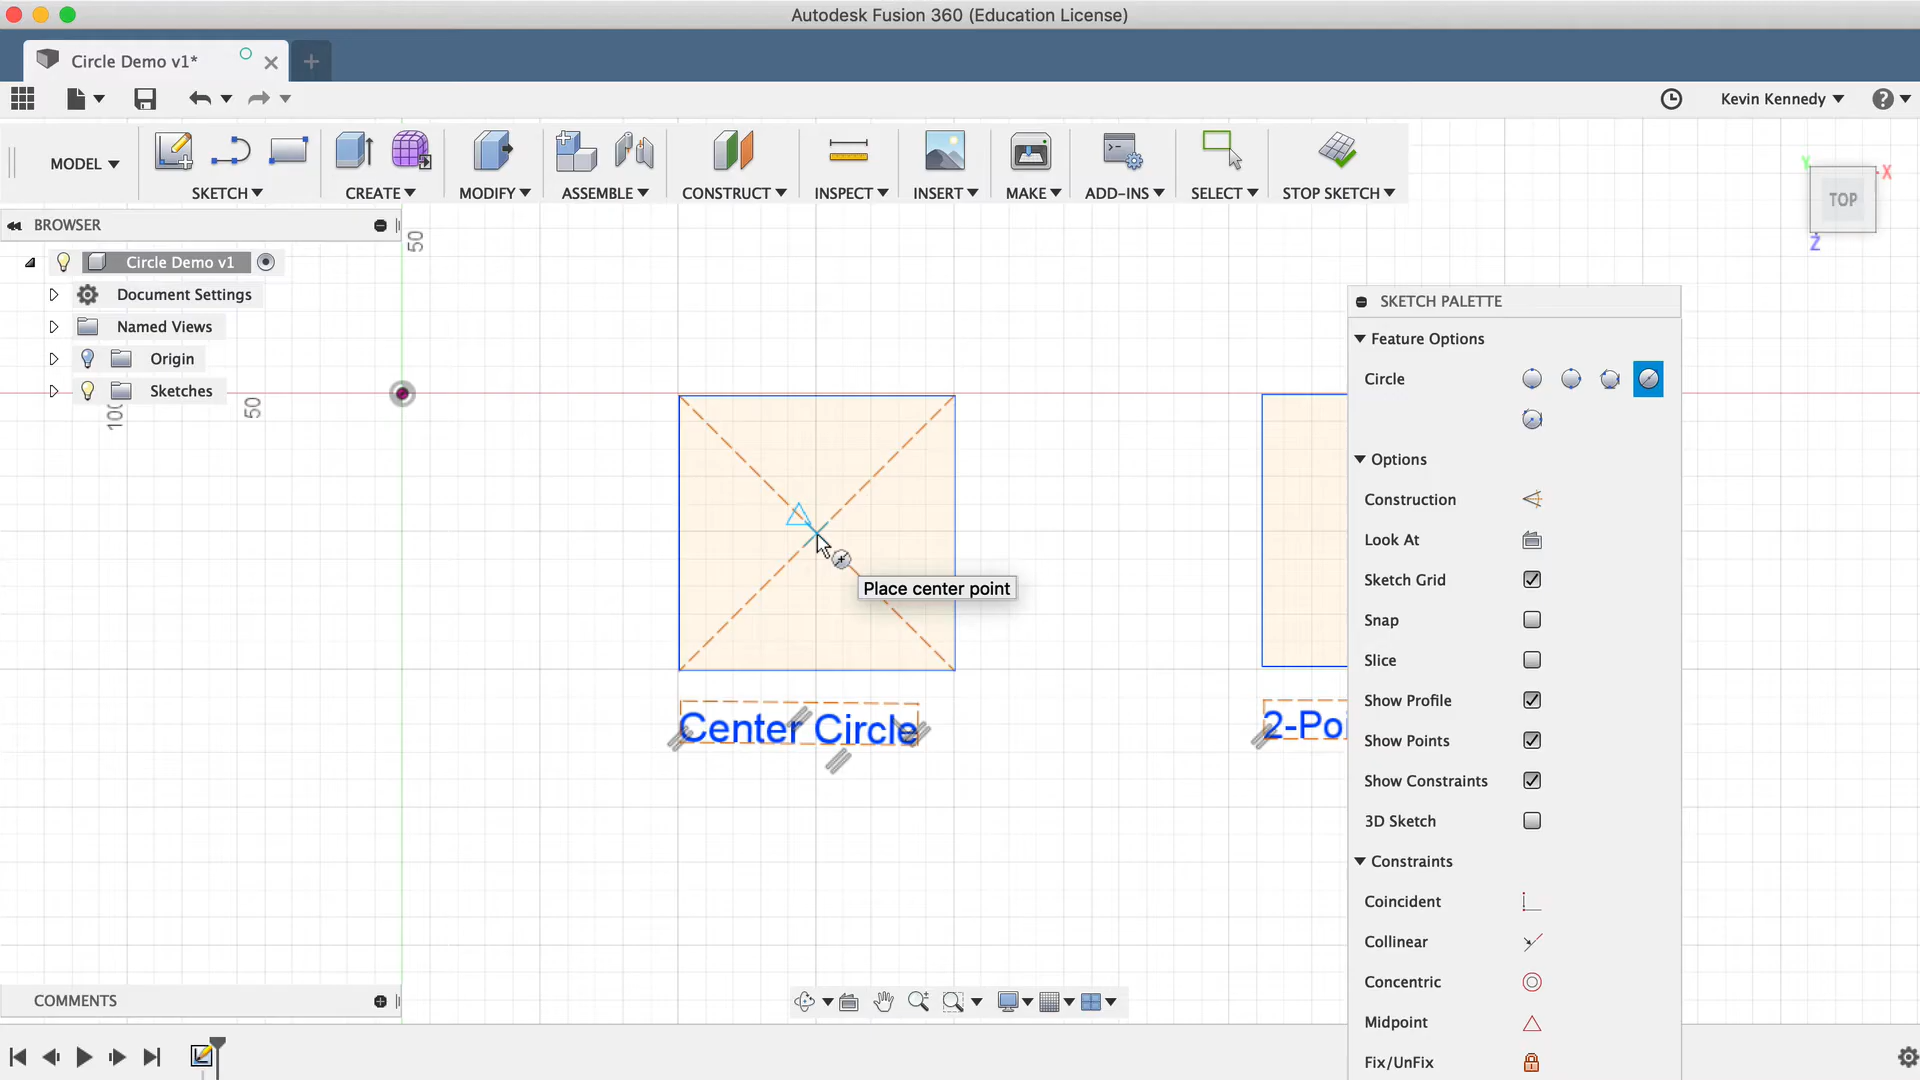 Autodesk Fusion 360 (Education License)
Circle Demo v1*
Kevin Kennedy
MODEL
SKETCH
CREATE
MODIFY
ASSEMBLE
CONSTRUCT
INSPECT
INSERT
MAKE
ADD-INS
SELECT
STOP SKETCH
Y
X
TOP
Z
BROWSER
50
Circle Demo v1
Document Settings
Named Views
Origin
Sketches
100
50
SKETCH PALETTE
Feature Options
Circle
Options
Construction
Look At
Sketch Grid
Snap
Slice
Show Profile
Show Points
Show Constraints
3D Sketch
Constraints
Coincident
Collinear
Concentric
Midpoint
Fix/UnFix
Place center point
Center Circle
2-Poi
COMMENTS